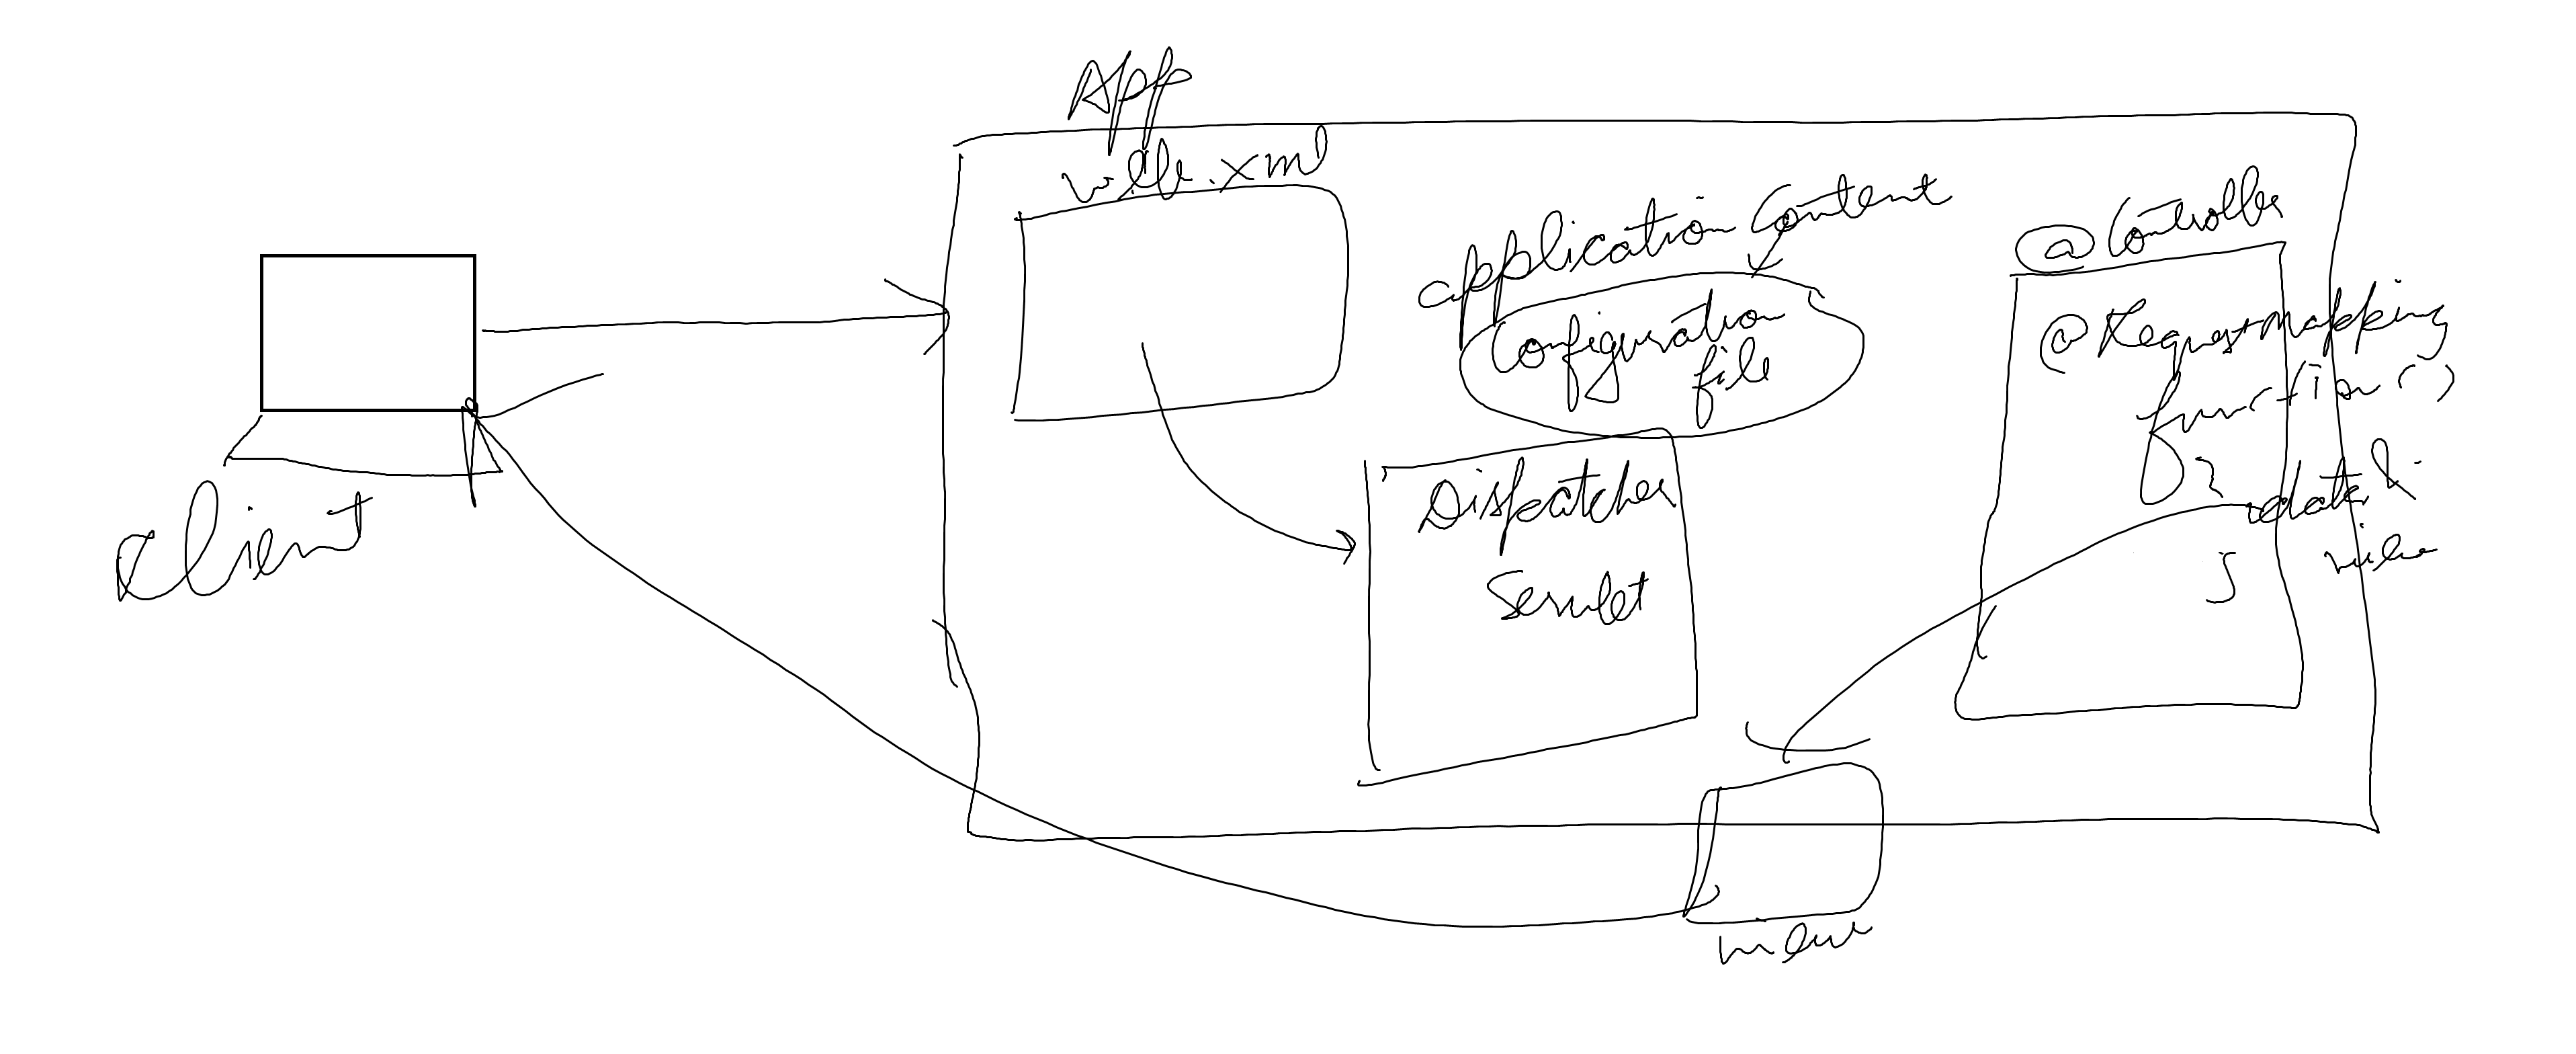 App
web.xml
application Content
Configuration
file
@Controller
@RequestMapping
function()
{
data &
view
}
Dispatcher
Servlet
client
view